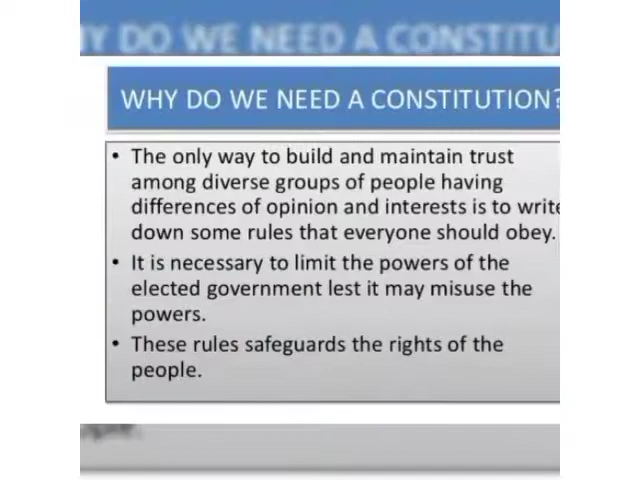 Y DO WE NEED A CONSTITU
WHY DO WE NEED A CONSTITUTION?
• The only way to build and maintain trust
among diverse groups of people having
differences of opinion and interests is to write
down some rules that everyone should obey.
• It is necessary to limit the powers of the
elected government lest it may misuse the
powers.
• These rules safeguards the rights of the
people.